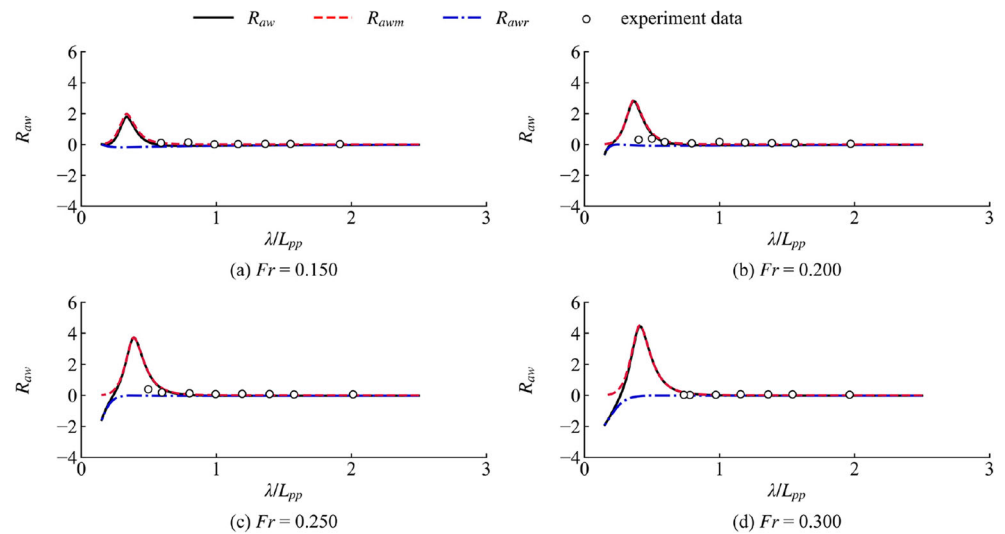 R_aw R_awm R_awr experiment data
6 6
4 4
2 2
R_aw R_aw
0 0
−2 −2
−4 −4
0 1 2 3 0 1 2 3
λ/L_pp λ/L_pp
(a) Fr = 0.150 (b) Fr = 0.200
6 6
4 4
2 2
R_aw R_aw
0 0
−2 −2
−4 −4
0 1 2 3 0 1 2 3
λ/L_pp λ/L_pp
(c) Fr = 0.250 (d) Fr = 0.300